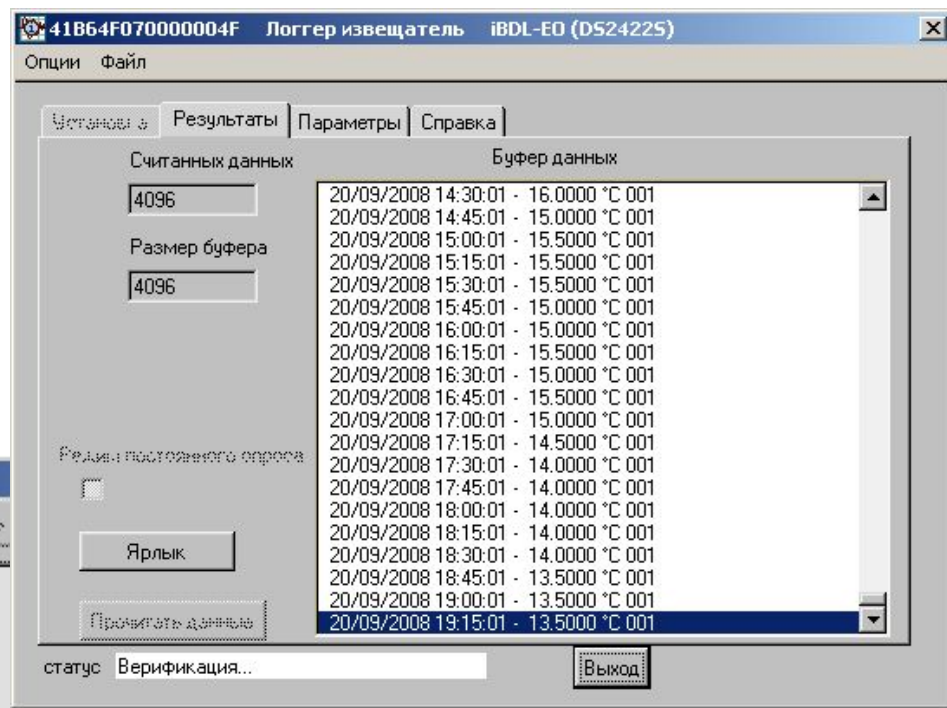 41B64F070000004F Логгер извещатель iBDL-EO (DS2422S)
Опции Файл
Установка Результаты Параметры Справка
Считанных данных
4096
Размер буфера
4096
Буфер данных
20/09/2008 14:30:01 - 16.0000 °C 001
20/09/2008 14:45:01 - 15.0000 °C 001
20/09/2008 15:00:01 - 15.5000 °C 001
20/09/2008 15:15:01 - 15.5000 °C 001
20/09/2008 15:30:01 - 15.5000 °C 001
20/09/2008 15:45:01 - 15.0000 °C 001
20/09/2008 16:00:01 - 15.0000 °C 001
20/09/2008 16:15:01 - 15.5000 °C 001
20/09/2008 16:30:01 - 15.0000 °C 001
20/09/2008 16:45:01 - 15.5000 °C 001
20/09/2008 17:00:01 - 15.0000 °C 001
20/09/2008 17:15:01 - 14.5000 °C 001
20/09/2008 17:30:01 - 14.0000 °C 001
20/09/2008 17:45:01 - 14.0000 °C 001
20/09/2008 18:00:01 - 14.0000 °C 001
20/09/2008 18:15:01 - 14.0000 °C 001
20/09/2008 18:30:01 - 14.0000 °C 001
20/09/2008 18:45:01 - 13.5000 °C 001
20/09/2008 19:00:01 - 13.5000 °C 001
20/09/2008 19:15:01 - 13.5000 °C 001
Режим постоянного опроса
Ярлык
Прочитать данные
статус Верификация...
Выход